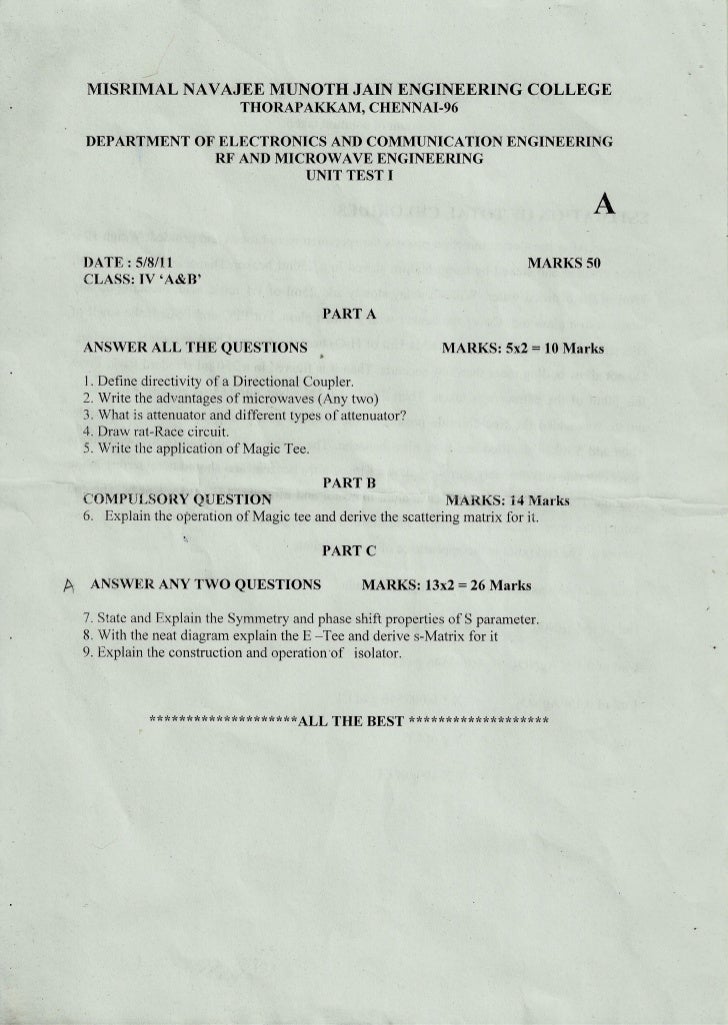 MISRIMAL NAVAJEE MUNOTH JAIN ENGINEERING COLLEGE
THORAPAKKAM, CHENNAI-96
DEPARTMENT OF ELECTRONICS AND COMMUNICATION ENGINEERING
RF AND MICROWAVE ENGINEERING
UNIT TEST I
A
DATE : 5/8/11 MARKS 50
CLASS: IV ‘A&B’
PART A
ANSWER ALL THE QUESTIONS MARKS: 5x2 = 10 Marks
1. Define directivity of a Directional Coupler.
2. Write the advantages of microwaves (Any two)
3. What is attenuator and different types of attenuator?
4. Draw rat-Race circuit.
5. Write the application of Magic Tee.
PART B
COMPULSORY QUESTION MARKS: 14 Marks
6. Explain the operation of Magic tee and derive the scattering matrix for it.
PART C
A ANSWER ANY TWO QUESTIONS MARKS: 13x2 = 26 Marks
7. State and Explain the Symmetry and phase shift properties of S parameter.
8. With the neat diagram explain the E –Tee and derive s-Matrix for it
9. Explain the construction and operation of isolator.
********************ALL THE BEST *******************